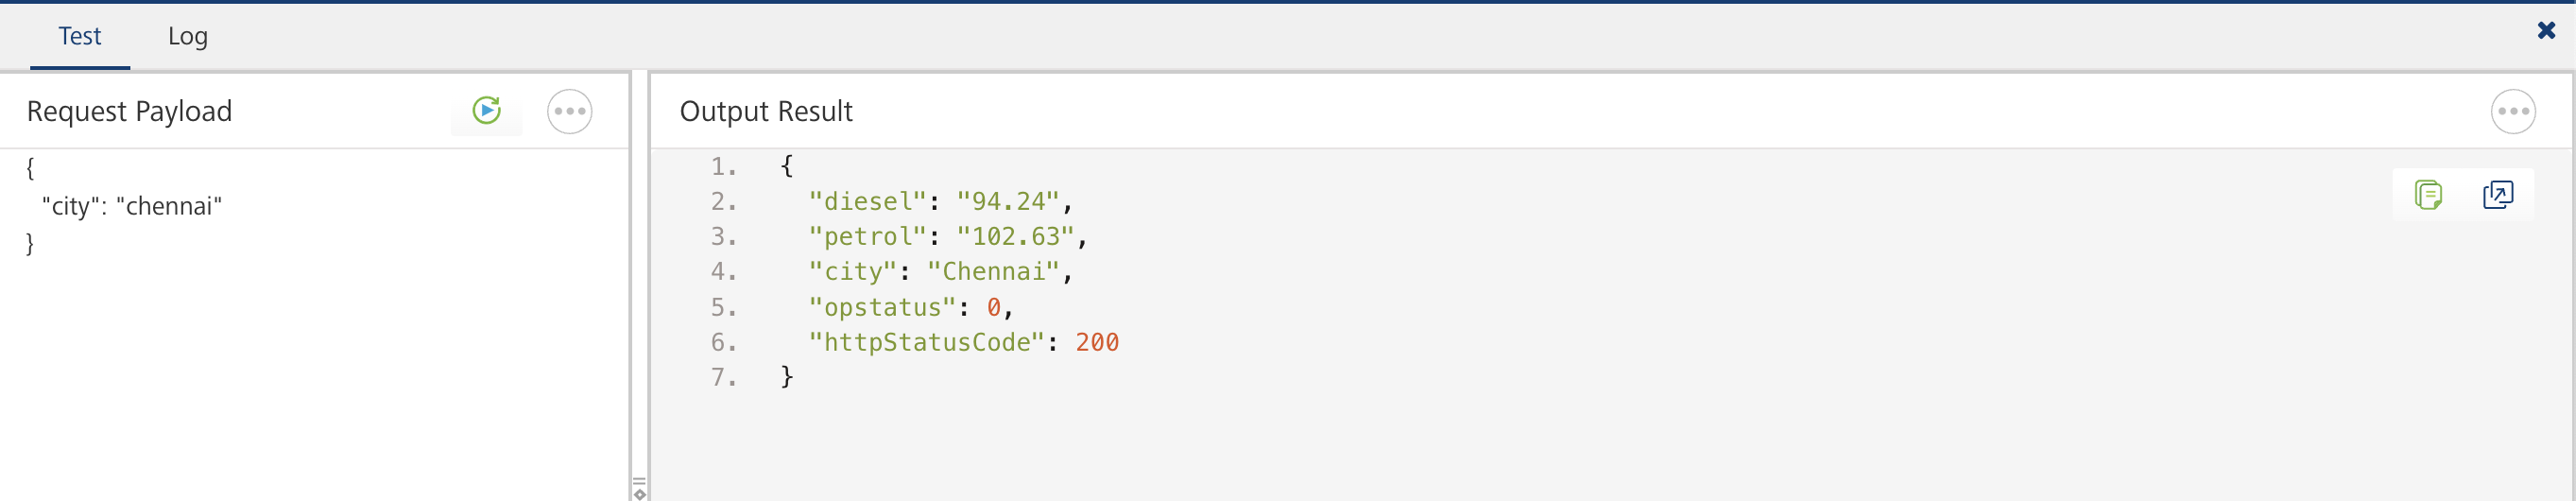 Test Log
Request Payload
{
"city": "chennai"
}
Output Result
1. {
2. "diesel": "94.24",
3. "petrol": "102.63",
4. "city": "Chennai",
5. "opstatus": 0,
6. "httpStatusCode": 200
7. }